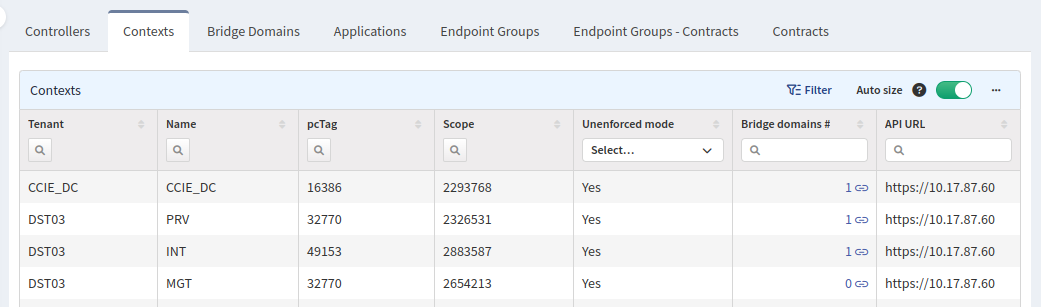 Controllers Contexts Bridge Domains Applications Endpoint Groups Endpoint Groups - Contracts Contracts
Contexts Filter Auto size ? ...
Tenant Name pcTag Scope Unenforced mode Bridge domains # API URL
Select...
CCIE_DC CCIE_DC 16386 2293768 Yes 1 https://10.17.87.60
DST03 PRV 32770 2326531 Yes 1 https://10.17.87.60
DST03 INT 49153 2883587 Yes 1 https://10.17.87.60
DST03 MGT 32770 2654213 Yes 0 https://10.17.87.60